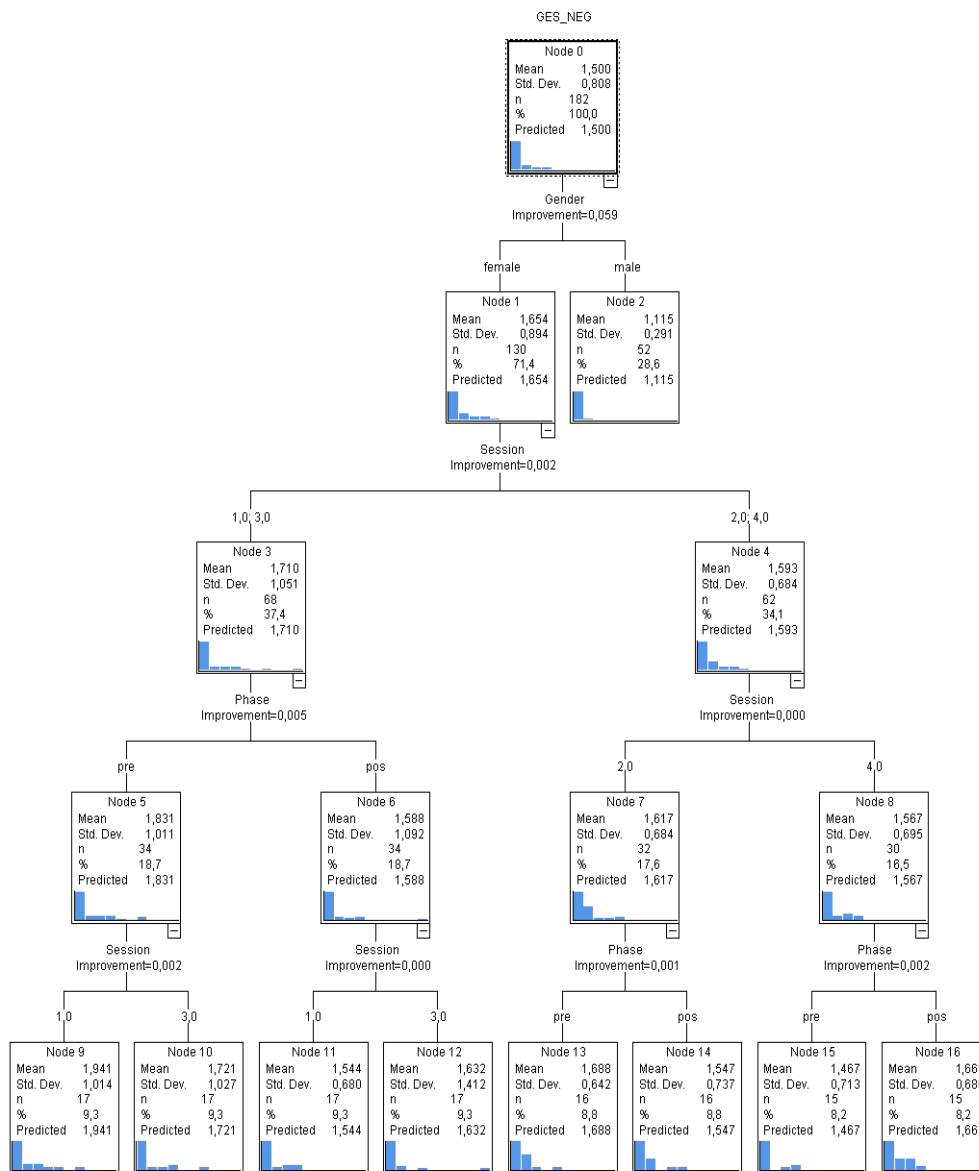 GES_NEG
Node 0
Mean 1,500
Std. Dev. 0,808
n 182
% 100,0
Predicted 1,500
Gender
Improvement=0,059
female
male
Node 1
Mean 1,654
Std. Dev. 0,894
n 130
% 71,4
Predicted 1,654
Node 2
Mean 1,115
Std. Dev. 0,291
n 52
% 28,6
Predicted 1,115
Session
Improvement=0,002
1,0; 3,0
2,0; 4,0
Node 3
Mean 1,710
Std. Dev. 1,051
n 68
% 37,4
Predicted 1,710
Node 4
Mean 1,593
Std. Dev. 0,684
n 62
% 34,1
Predicted 1,593
Phase
Improvement=0,005
Session
Improvement=0,000
pre
pos
2,0
4,0
Node 5
Mean 1,831
Std. Dev. 1,011
n 34
% 18,7
Predicted 1,831
Node 6
Mean 1,588
Std. Dev. 1,092
n 34
% 18,7
Predicted 1,588
Node 7
Mean 1,617
Std. Dev. 0,684
n 32
% 17,6
Predicted 1,617
Node 8
Mean 1,567
Std. Dev. 0,695
n 30
% 16,5
Predicted 1,567
Session
Improvement=0,002
Session
Improvement=0,000
Phase
Improvement=0,001
Phase
Improvement=0,002
1,0
3,0
1,0
3,0
pre
pos
pre
pos
Node 9
Mean 1,941
Std. Dev. 1,014
n 17
% 9,3
Predicted 1,941
Node 10
Mean 1,721
Std. Dev. 1,027
n 17
% 9,3
Predicted 1,721
Node 11
Mean 1,544
Std. Dev. 0,680
n 17
% 9,3
Predicted 1,544
Node 12
Mean 1,632
Std. Dev. 1,412
n 17
% 9,3
Predicted 1,632
Node 13
Mean 1,688
Std. Dev. 0,642
n 16
% 8,8
Predicted 1,688
Node 14
Mean 1,547
Std. Dev. 0,737
n 16
% 8,8
Predicted 1,547
Node 15
Mean 1,467
Std. Dev. 0,713
n 15
% 8,2
Predicted 1,467
Node 16
Mean 1,66
Std. Dev. 0,68
n 15
% 8,2
Predicted 1,66